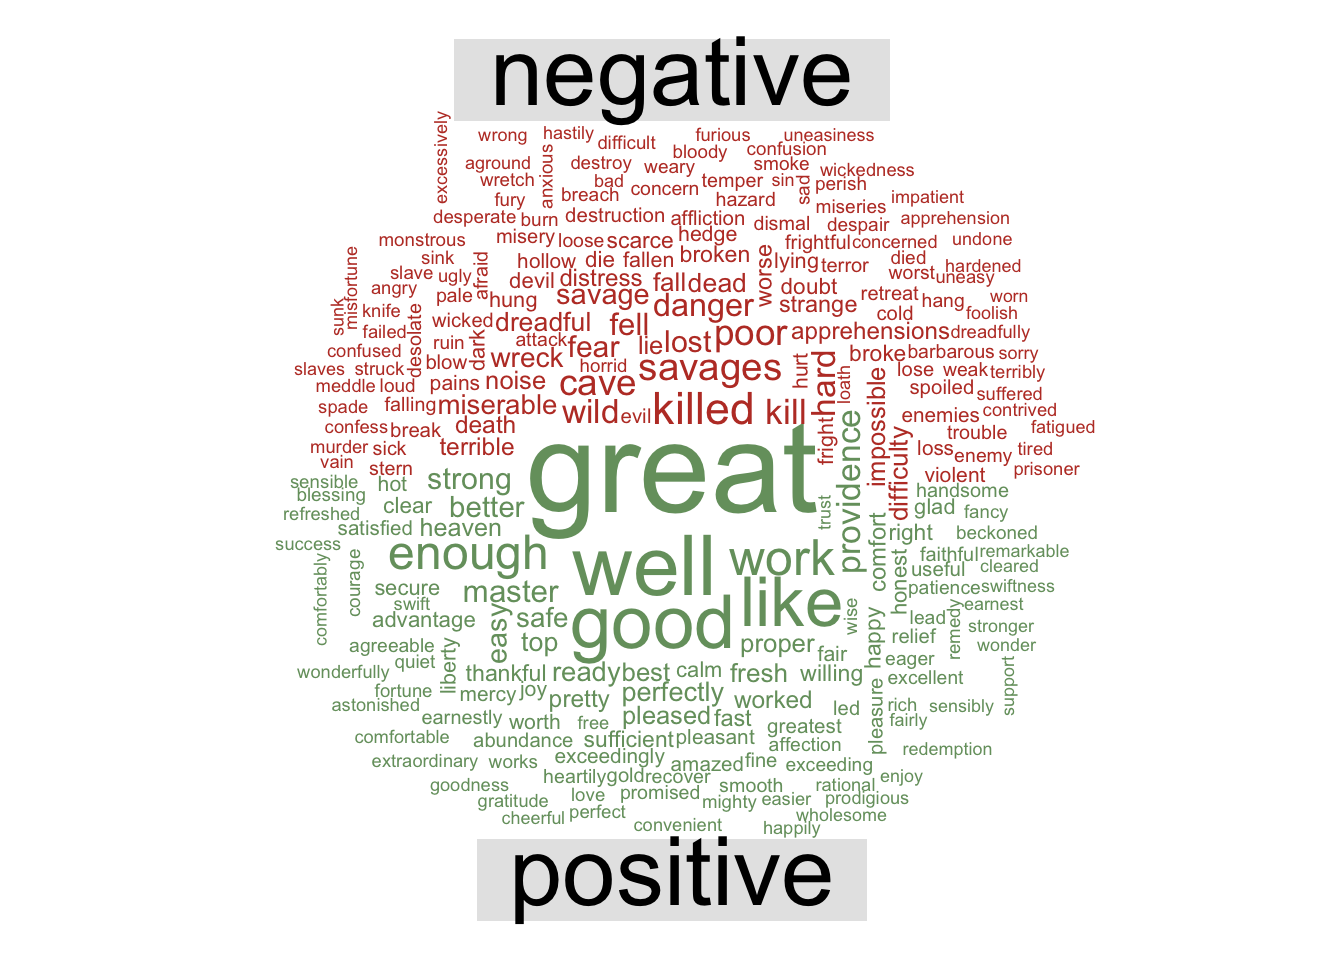 negative
excessively wrong hastily difficult furious uneasiness
bloody confusion
aground anxious destroy weary smoke wickedness
wretch bad concern temper sin sad perish
fury breach hazard miseries impatient
desperate burn destruction affliction dismal despair apprehension
monstrous misery loose scarce hedge frightful concerned undone
misfortune sink hollow die fallen broken worse lying terror died
slave ugly afraid devil distress fall dead doubt worst uneasy hardened
angry pale hung savage danger strange retreat hang worn
sunk knife wicked dreadful fell poor cold foolish
failed desolate ruin dark attack fear lie lost apprehensions dreadfully
confused blow wreck horrid savages hurt hard broke barbarous sorry
slaves struck pains noise cave loath impossible lose weak terribly
meddle loud miserable wild evil killed kill spoiled suffered
spade falling enemies contrived
confess break death fright difficulty trouble fatigued
murder sick terrible loss enemy tired
vain stern violent prisoner
sensible hot strong great providence handsome
blessing clear better trust glad fancy
refreshed satisfied heaven right beckoned
success enough well work comfort faithful remarkable
comfortably courage secure master like honest useful cleared
swift patience swiftness
advantage easy safe good wise lead remedy earnest
agreeable top proper happy relief stronger
quiet liberty fair eager wonder
wonderfully thankful ready best calm fresh willing excellent support
fortune mercy joy pretty perfectly worked pleasure rich sensibly
astonished earnestly worth free pleased fast led fairly
comfortable abundance sufficient pleasant greatest affection redemption
extraordinary works exceedingly amazed fine exceeding
goodness heartily gold recover smooth rational enjoy
gratitude love promised mighty easier prodigious
cheerful perfect convenient happily wholesome
positive